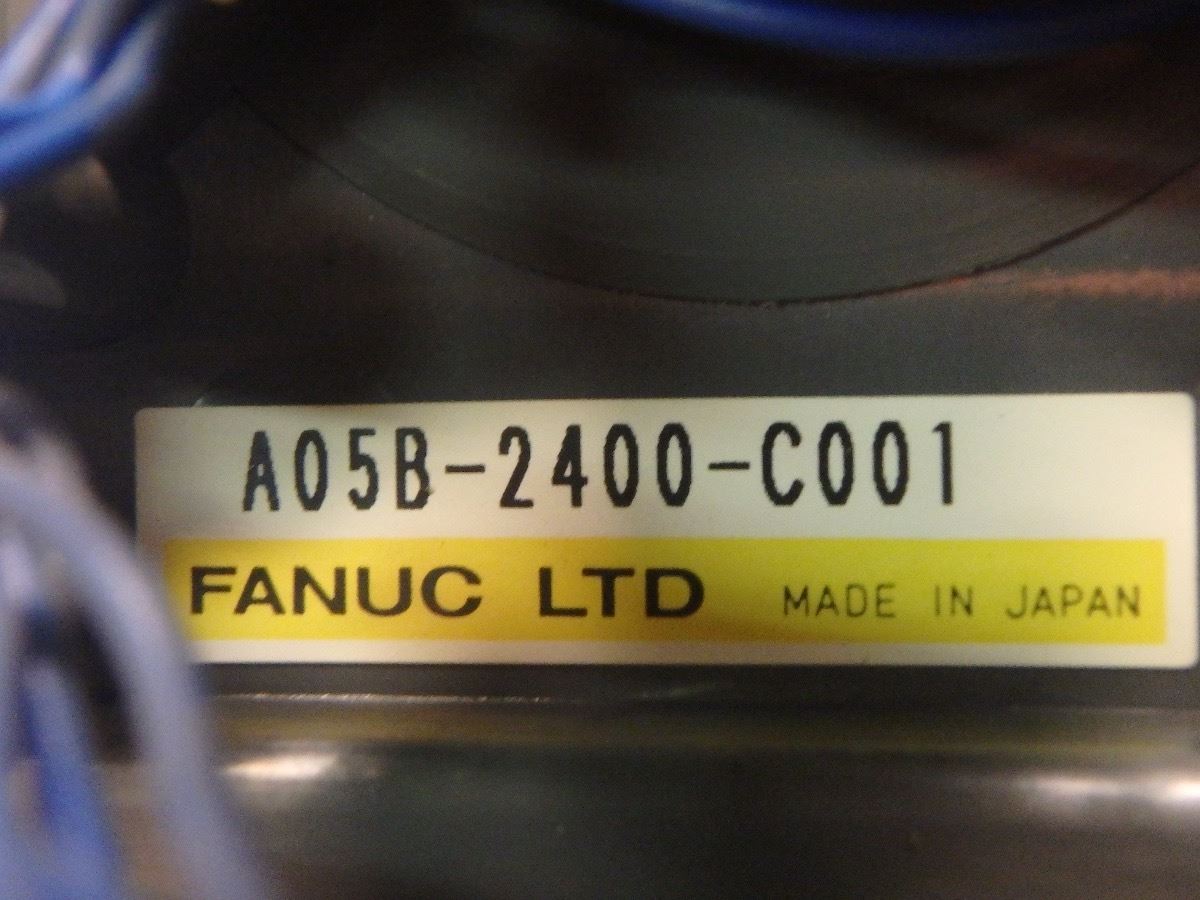 A05B-2400-C001
FANUC LTD MADE IN JAPAN